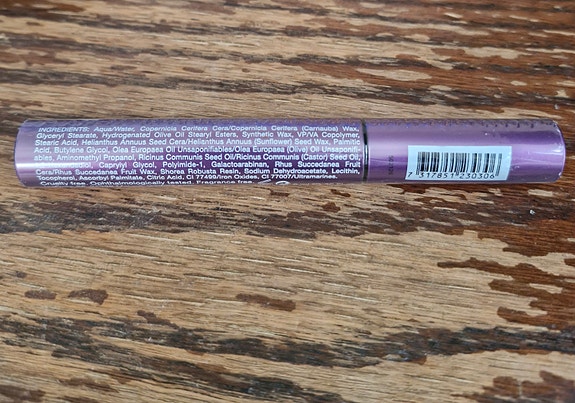 INGREDIENTS: Aqua/Water, Copernicia Cerifera Cera/Copernicia Cerifera (Carnauba) Wax,
Glyceryl Stearate, Hydrogenated Olive Oil Stearyl Esters, Synthetic Wax, VP/VA Copolymer,
Stearic Acid, Helianthus Annuus Seed Cera/Helianthus Annuus (Sunflower) Seed Wax, Palmitic
Acid, Butylene Glycol, Olea Europaea Oil Unsaponifiables/Olea Europaea (Olive) Oil Unsaponifi-
ables, Aminomethyl Propanol, Ricinus Communis Seed Oil/Ricinus Communis (Castor) Seed Oil,
Caprylyl Glycol, Polyimide-1, Galactoarabinan, Rhus Succedanea Fruit
Cera/Rhus Succedanea Fruit Wax, Shorea Robusta Resin, Sodium Dehydroacetate, Lecithin,
Tocopherol, Ascorbyl Palmitate, Citric Acid, CI 77499/Iron Oxides, CI 77007/Ultramarines.
Cruelty free. Ophthalmologically tested. Fragrance free.
7 317851 230306